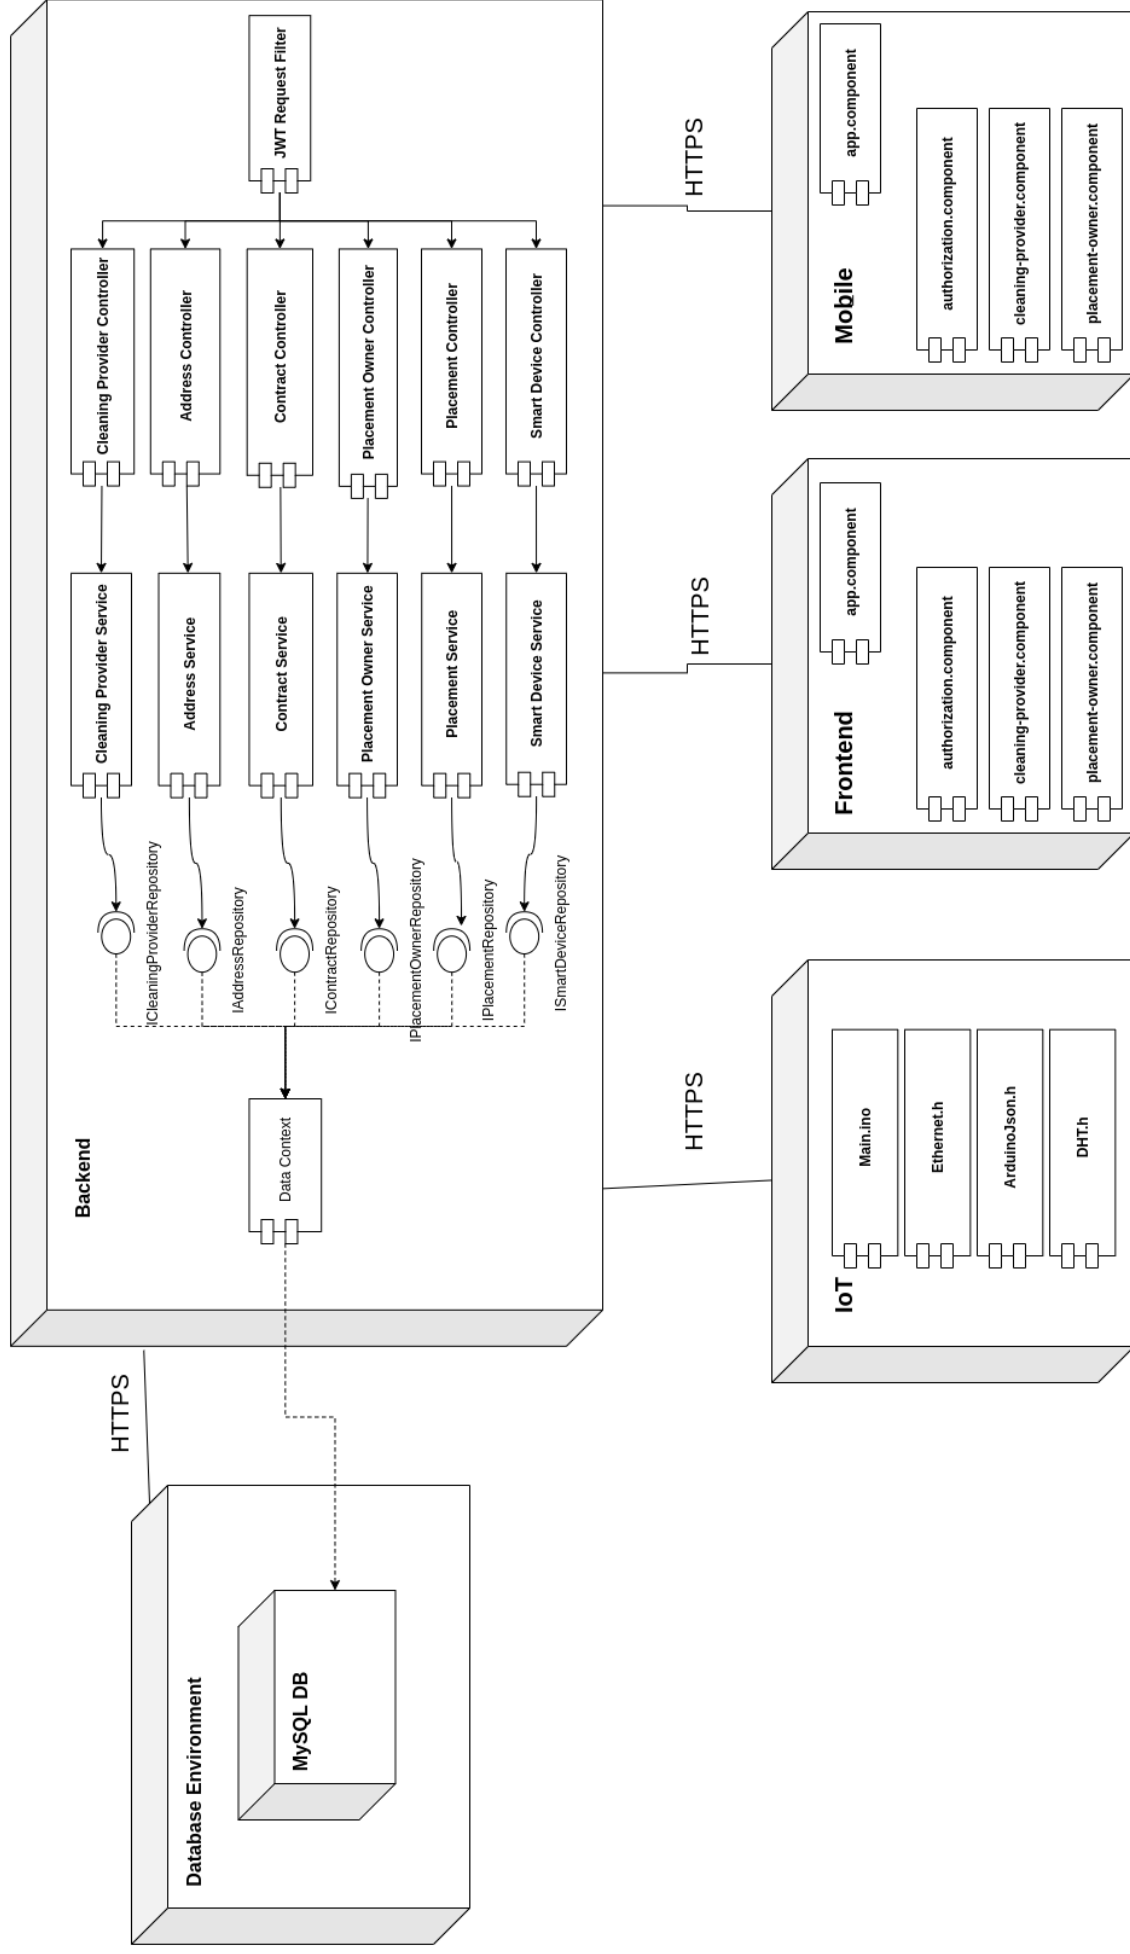 Database Environment
MySQL DB
HTTPS
Backend
Data Context
ICleaningProviderRepository
IAddressRepository
IContractRepository
IPlacementOwnerRepository
IPlacementRepository
ISmartDeviceRepository
Cleaning Provider Service
Address Service
Contract Service
Placement Owner Service
Placement Service
Smart Device Service
Cleaning Provider Controller
Address Controller
Contract Controller
Placement Owner Controller
Placement Controller
Smart Device Controller
JWT Request Filter
HTTPS
HTTPS
HTTPS
IoT
Main.ino
Ethernet.h
ArduinoJson.h
DHT.h
Frontend
app.component
authorization.component
cleaning-provider.component
placement-owner.component
Mobile
app.component
authorization.component
cleaning-provider.component
placement-owner.component